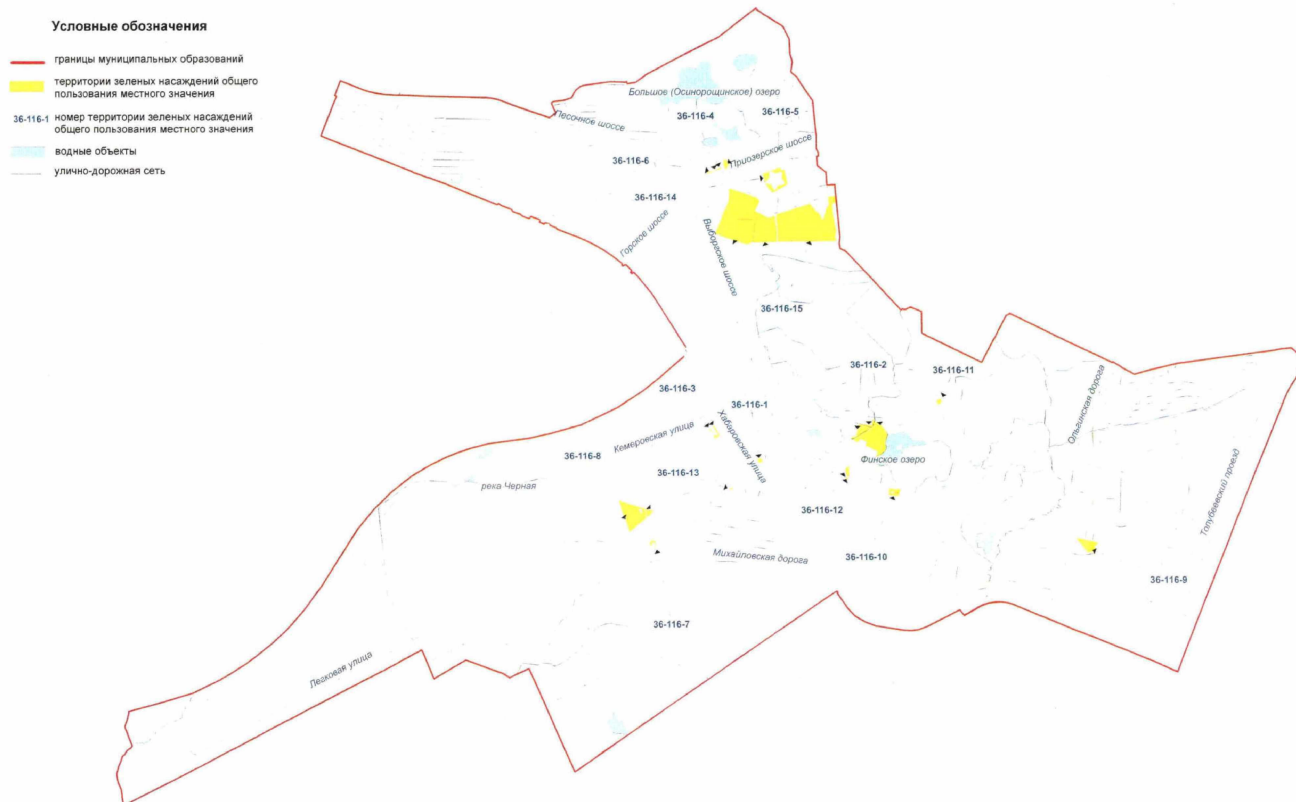 Условные обозначения
границы муниципальных образований
территории зеленых насаждений общего
пользования местного значения
36-116-1 номер территории зеленых насаждений
общего пользования местного значения
водные объекты
улично-дорожная сеть
Большое (Осинорощинское) озеро
36-116-4
36-116-5
Песочное шоссе
36-116-6
Приозерское шоссе
36-116-14
Горское шоссе
Выборгское шоссе
36-116-15
36-116-2
36-116-11
36-116-3
36-116-1
Ольгинская дорога
Хабаровская улица
Кемеровская улица
36-116-8
Финское озеро
36-116-13
река Черная
Толубеевский проезд
36-116-12
Михайловская дорога
36-116-10
36-116-9
36-116-7
Легковая улица